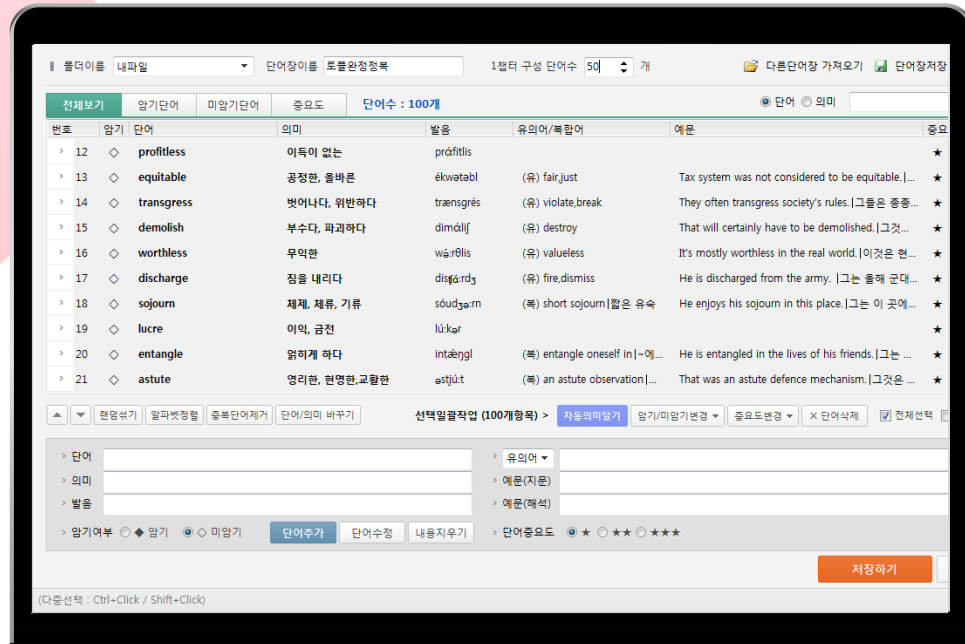 폴더이름 내파일 단어장이름 토플완정정복 1챕터 구성 단어수 50 개 다른단어장 가져오기 단어장저장
전체보기 암기단어 미암기단어 중요도 단어수 : 100개 단어 의미
번호 암기 단어 의미 발음 유의어/복합어 예문 중요
> 12 ◇ profitless 이득이 없는 práfitlis ★
> 13 ◇ equitable 공정한, 올바른 ékwətəbl (유) fair,just Tax system was not considered to be equitable.|... ★
> 14 ◇ transgress 벗어나다, 위반하다 trænsgrés (유) violate,break They often transgress society's rules.|그들은 종종... ★
> 15 ◇ demolish 부수다, 파괴하다 dimáliʃ (유) destroy That will certainly have to be demolished.|그것... ★
> 16 ◇ worthless 무익한 wə́:rθlis (유) valueless It's mostly worthless in the real world.|이것은 현... ★
> 17 ◇ discharge 짐을 내리다 distʃá:rdʒ (유) fire,dismiss He is discharged from the army. |그는 올해 군대... ★
> 18 ◇ sojourn 체제, 체류, 기류 sóudʒə:rn (복) short sojourn|짧은 유숙 He enjoys his sojourn in this place.|그는 이 곳에... ★
> 19 ◇ lucre 이익, 금전 lú:kər ★
> 20 ◇ entangle 얽히게 하다 intǽŋgl (복) entangle oneself in|~에... He is entangled in the lives of his friends.|그는 ... ★
> 21 ◇ astute 영리한, 현명한,교활한 əstjú:t (복) an astute observation|... That was an astute defence mechanism.|그것은 ... ★
랜덤섞기 알파벳정렬 중복단어제거 단어/의미 바꾸기 선택일괄작업 (100개항목) > 자동의미달기 암기/미암기변경 중요도변경 × 단어삭제 전체선택
> 단어 > 유의어
> 의미 > 예문(지문)
> 발음 > 예문(해석)
> 암기여부 ◆ 암기 ◇ 미암기 단어추가 단어수정 내용지우기 > 단어중요도 ★ ★★ ★★★
저장하기
(다중선택 : Ctrl+Click / Shift+Click)